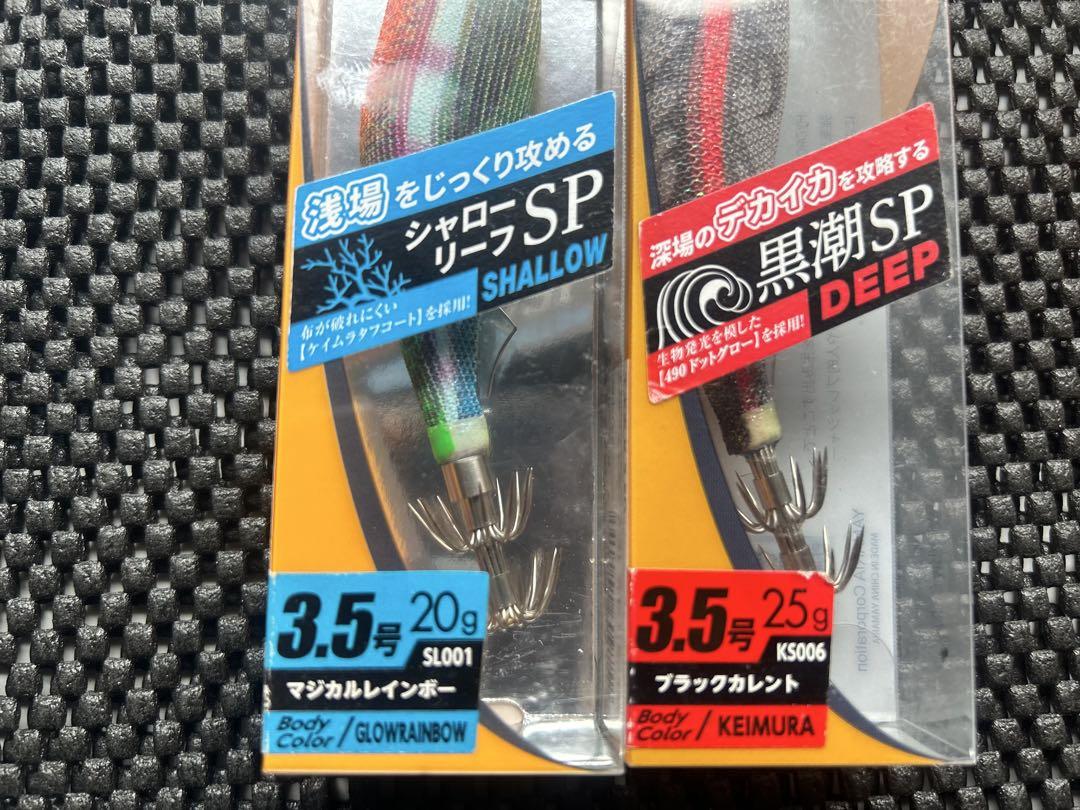 浅場をじっくり攻める
シャロー
リーフSP
SHALLOW
布が破れにくい
【ケイムラタフコート】を採用!
3.5号 20g
SL001
マジカルレインボー
Body
Color / GLOWRAINBOW
深場のデカイカを攻略する
黒潮SP
DEEP
生物発光を模した
【490ドットグロー】を採用!
3.5号 25g
KS006
ブラックカレント
Body
Color / KEIMURA
MADE IN CHINA
Corporation